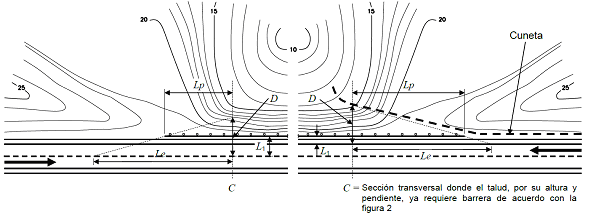 20
15
15
20
10
Cuneta
Lp
Lp
D
D
25
25
L1
L1
Le
Le
C
C = Sección transversal donde el talud, por su altura y
pendiente, ya requiere barrera de acuerdo con la
figura 2